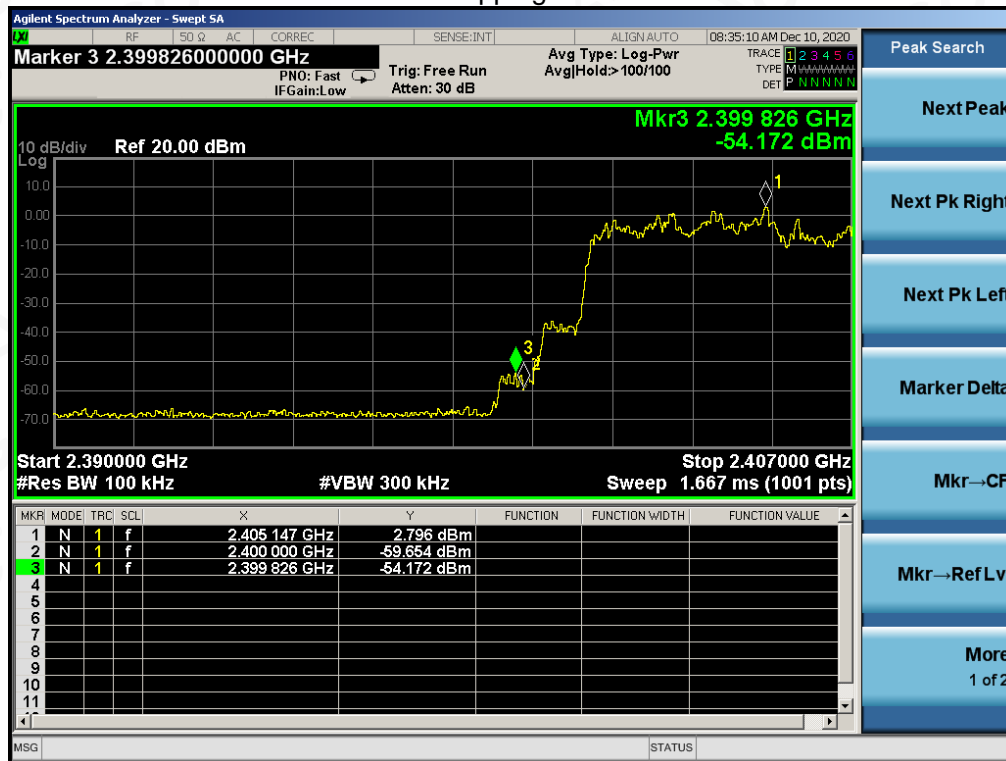 Agilent Spectrum Analyzer - Swept SA
LXI RF 50 Ω AC CORREC SENSE:INT ALIGN AUTO 08:35:10 AM Dec 10, 2020
Marker 3 2.399826000000 GHz
PNO: Fast
IFGain:Low
Trig: Free Run
Atten: 30 dB
Avg Type: Log-Pwr
Avg|Hold:>100/100
TRACE 1 2 3 4 5 6
TYPE M
DET P N N N N N
Mkr3 2.399 826 GHz
-54.172 dBm
10 dB/div Ref 20.00 dBm
Log
10.0
0.00
-10.0
-20.0
-30.0
-40.0
-50.0
-60.0
-70.0
1
3
2
Start 2.390000 GHz Stop 2.407000 GHz
#Res BW 100 kHz #VBW 300 kHz Sweep 1.667 ms (1001 pts)
MKR MODE TRC SCL X Y FUNCTION FUNCTION WIDTH FUNCTION VALUE
1 N 1 f 2.405 147 GHz 2.796 dBm
2 N 1 f 2.400 000 GHz -59.654 dBm
3 N 1 f 2.399 826 GHz -54.172 dBm
4
5
6
7
8
9
10
11
MSG STATUS
Peak Search
Next Peak
Next Pk Right
Next Pk Left
Marker Delta
Mkr→CF
Mkr→Ref Lv
More
1 of 2